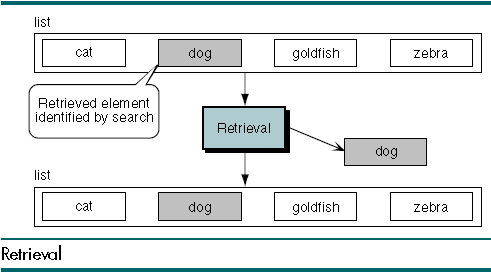 list
cat dog goldfish zebra
Retrieved element
identified by search
Retrieval
dog
list
cat dog goldfish zebra
Retrieval